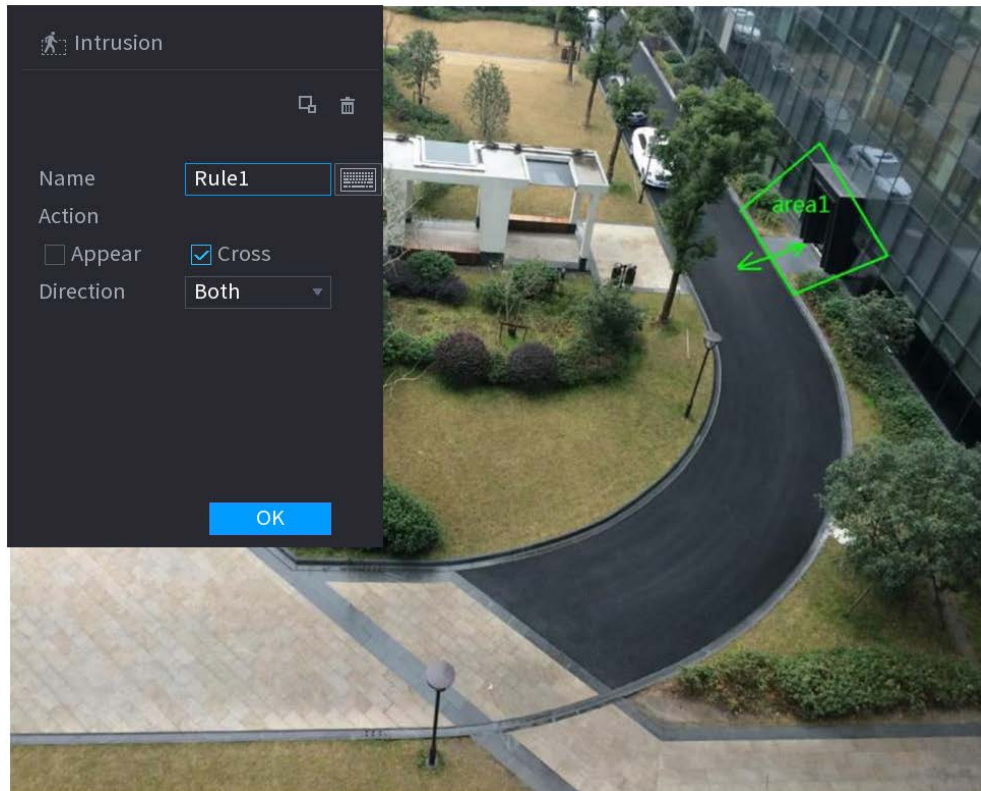 Intrusion
Name Rule1
Action
Appear Cross
Direction Both
OK
area1